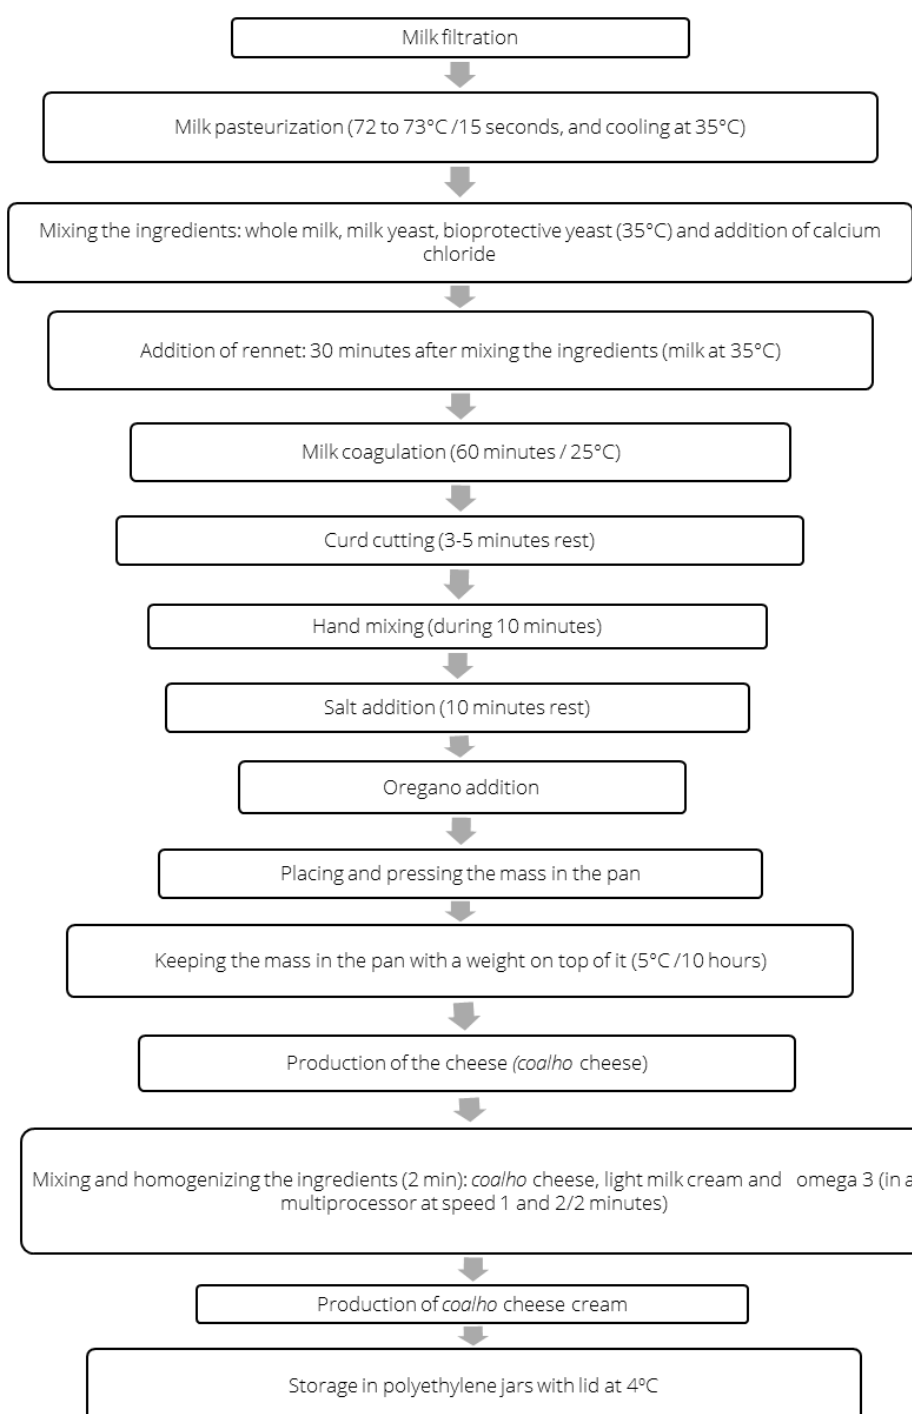 Milk filtration
Milk pasteurization (72 to 73°C /15 seconds, and cooling at 35°C)
Mixing the ingredients: whole milk, milk yeast, bioprotective yeast (35°C) and addition of calcium
chloride
Addition of rennet: 30 minutes after mixing the ingredients (milk at 35°C)
Milk coagulation (60 minutes / 25°C)
Curd cutting (3-5 minutes rest)
Hand mixing (during 10 minutes)
Salt addition (10 minutes rest)
Oregano addition
Placing and pressing the mass in the pan
Keeping the mass in the pan with a weight on top of it (5°C /10 hours)
Production of the cheese (coalho cheese)
Mixing and homogenizing the ingredients (2 min): coalho cheese, light milk cream and omega 3 (in a
multiprocessor at speed 1 and 2/2 minutes)
Production of coalho cheese cream
Storage in polyethylene jars with lid at 4ºC